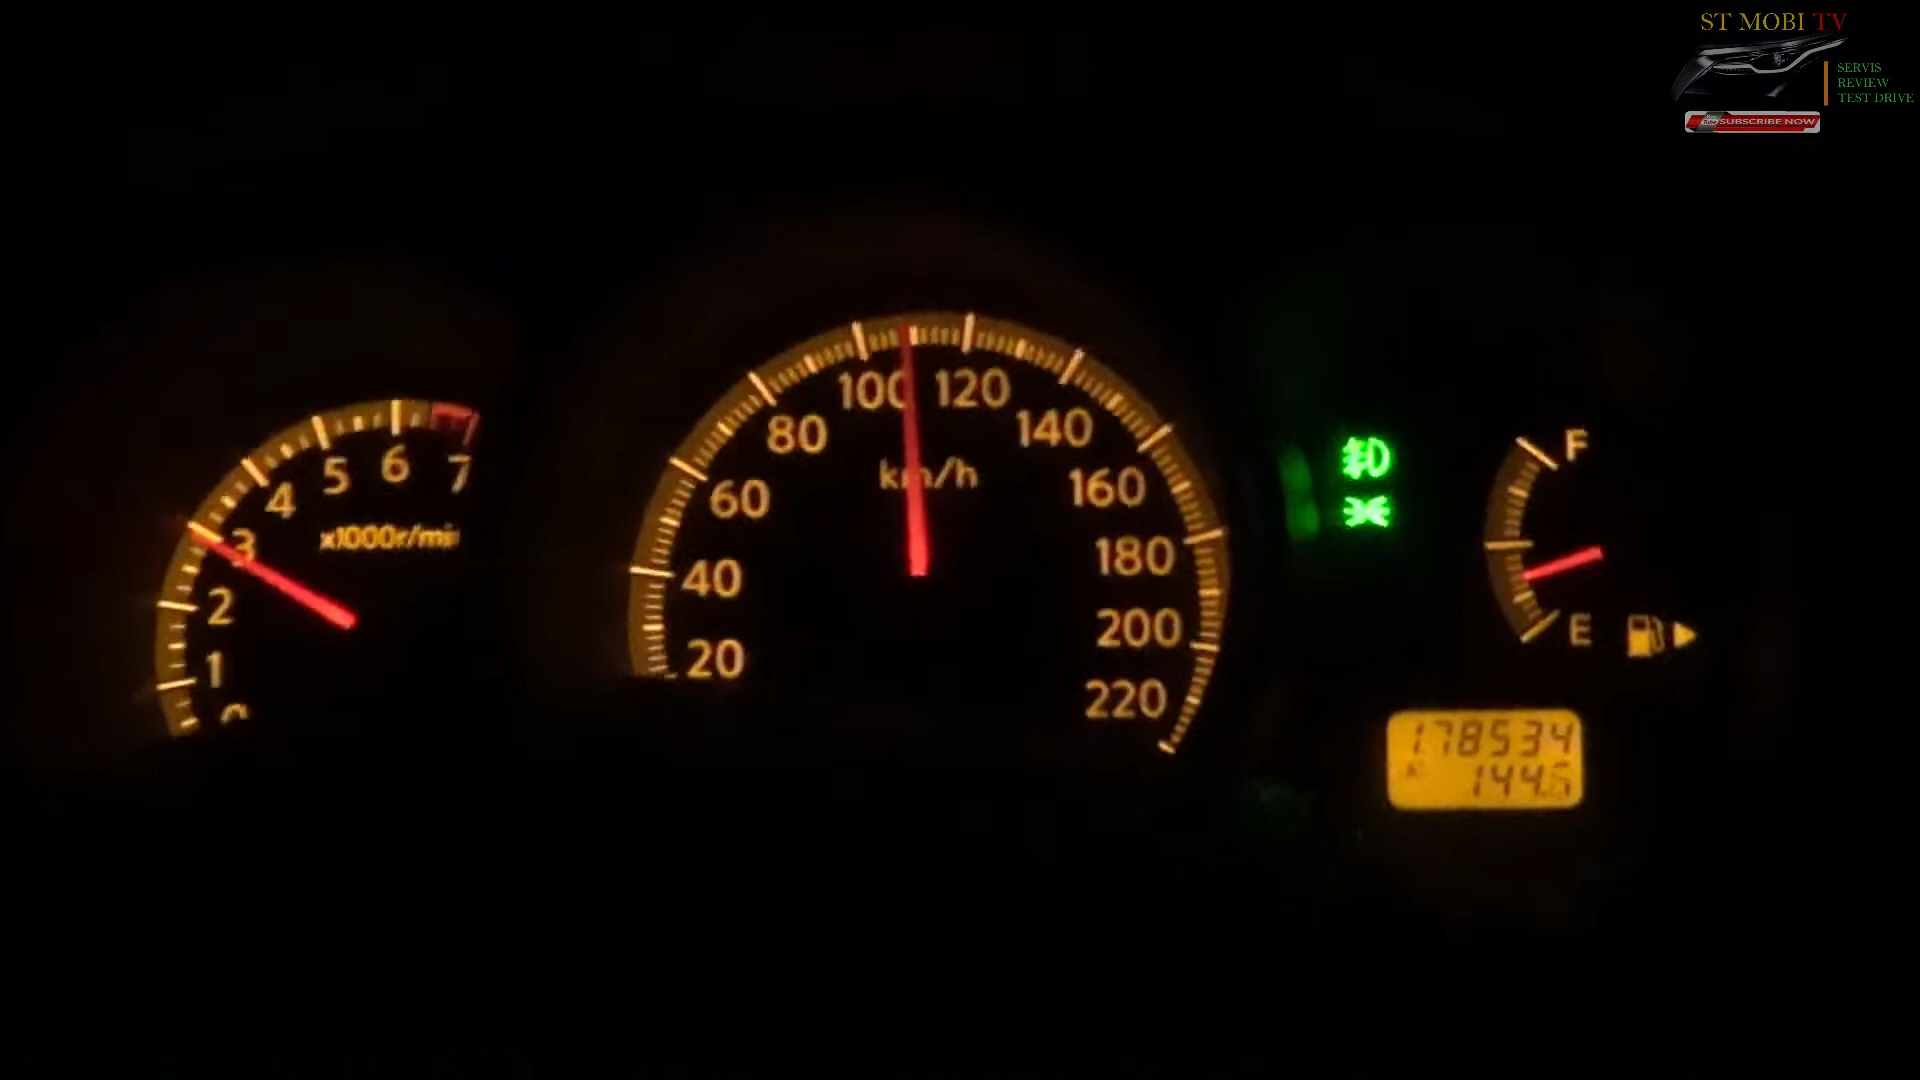 ST MOBI TV
SERVIS
REVIEW
TEST DRIVE
SUBSCRIBE NOW
1 2 3 4 5 6 7
x1000r/min
20 40 60 80 100 120 140 160 180 200 220
km/h
F
E
178534
144.